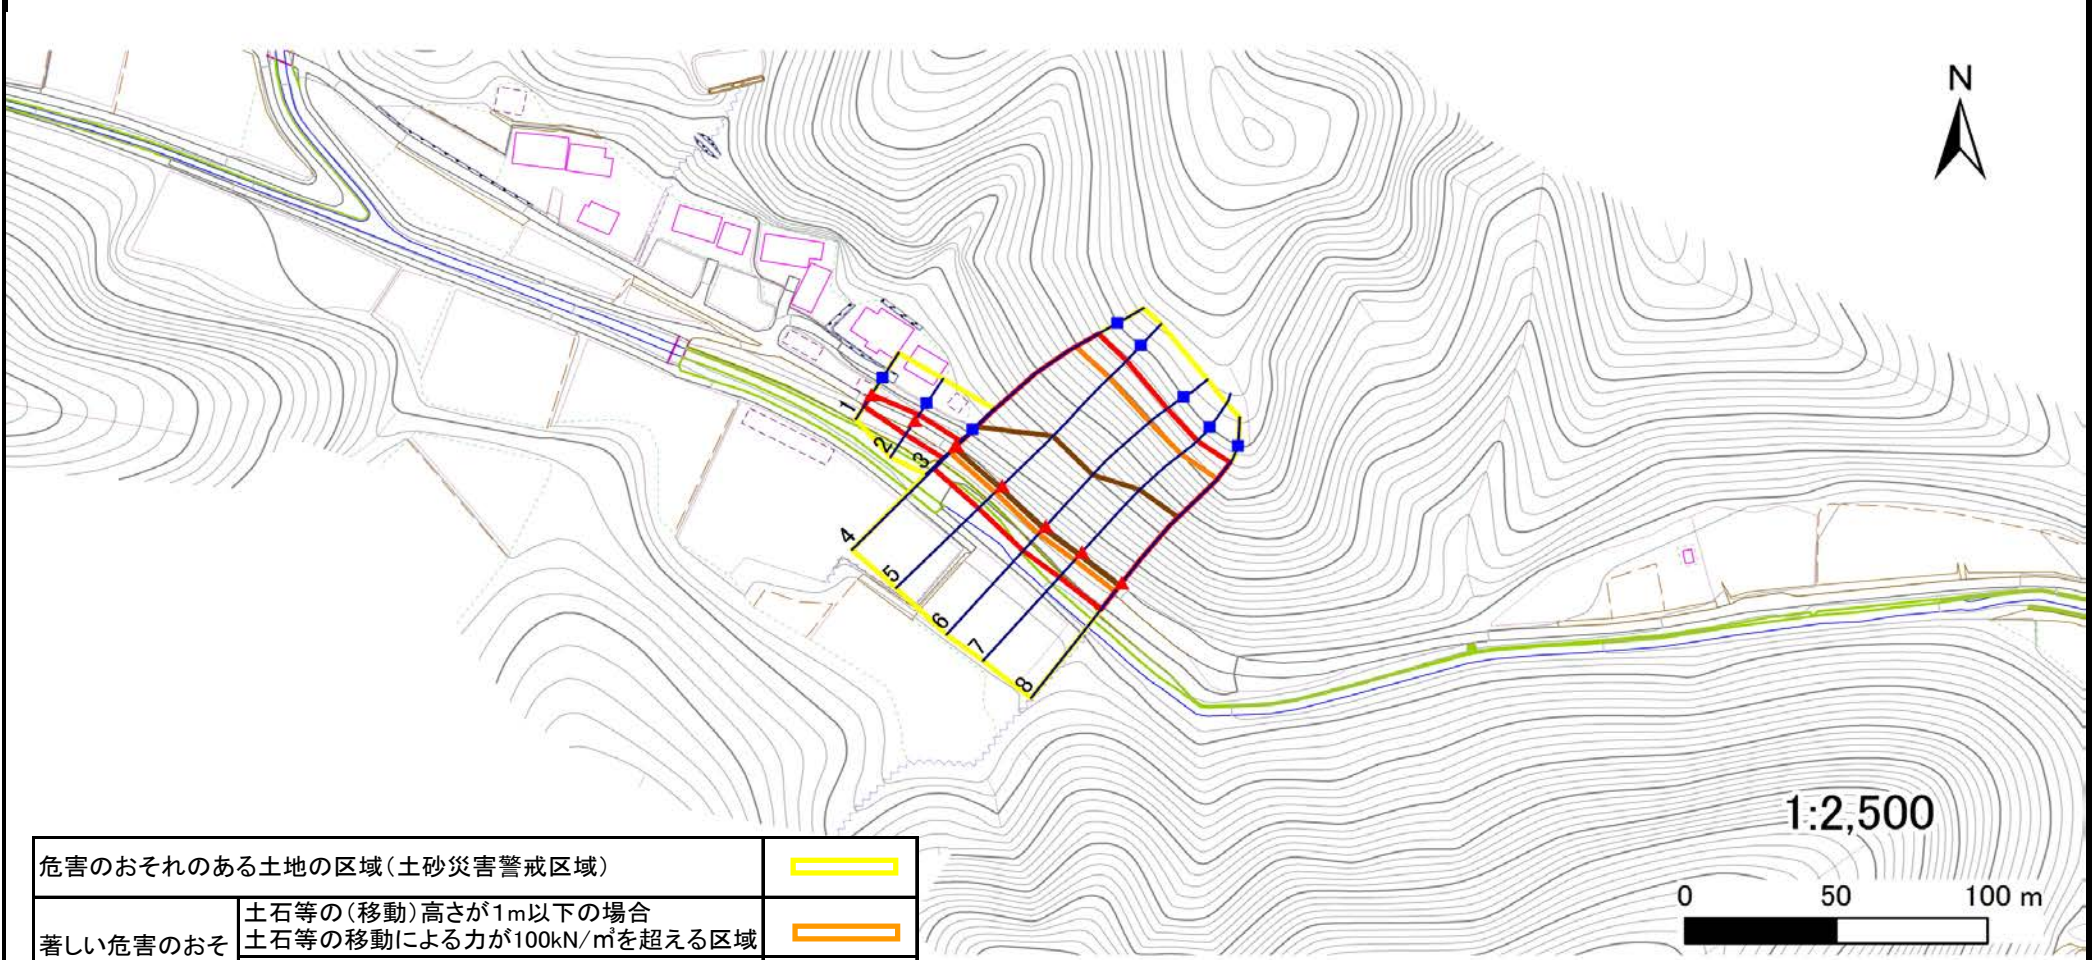 N
1
2
3
4
5
6
7
8
1:2,500
0 50 100 m
危害のおそれのある土地の区域(土砂災害警戒区域)
土石等の(移動)高さが1m以下の場合
土石等の移動による力が100kN/㎡を超える区域
著しい危害のおそ